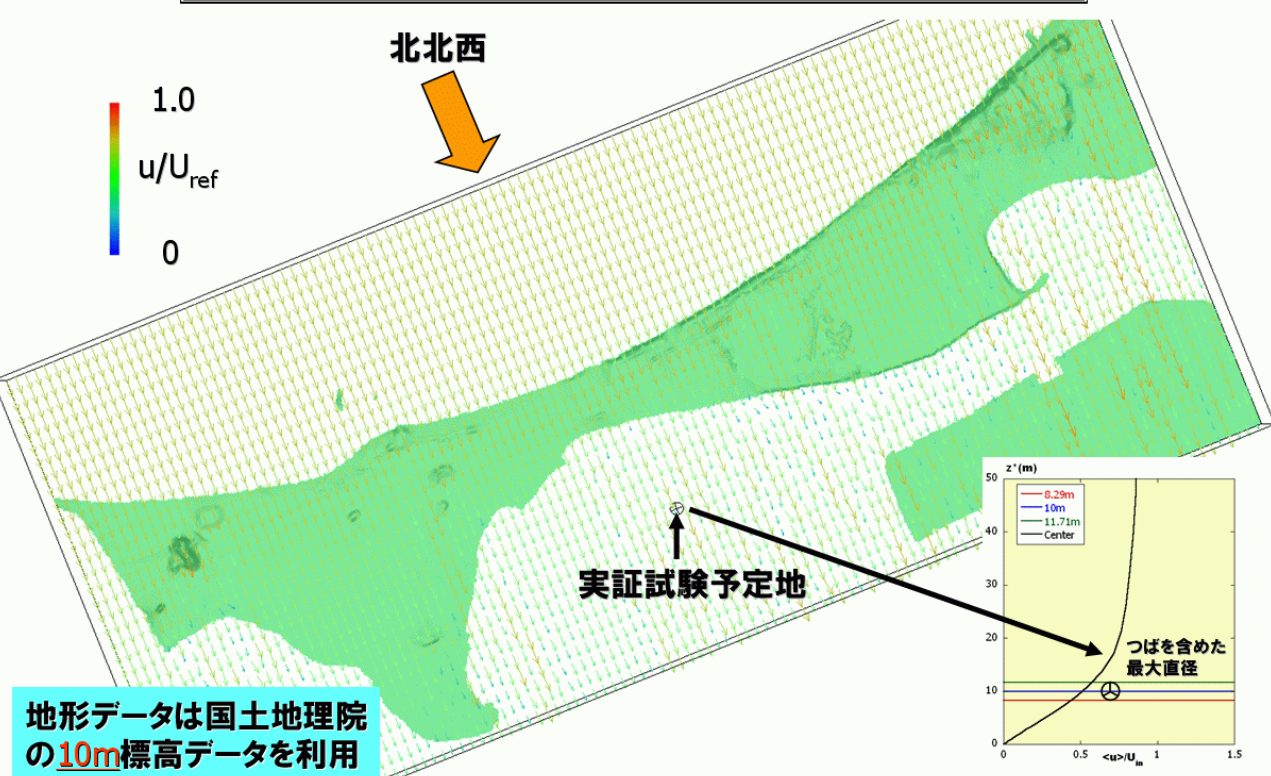 北北西
1.0
u/Uref
0
実証試験予定地
地形データは国土地理院
の10m標高データを利用
z*(m)
50
40
30
20
10
0
8.29m
10m
11.71m
Center
つばを含めた
最大直径
0 0.5 1 1.5
<u>/Uin